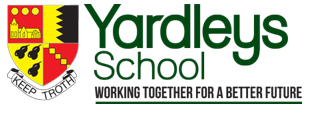 Yardleys
School
WORKING TOGETHER FOR A BETTER FUTURE
KEEP TROTH